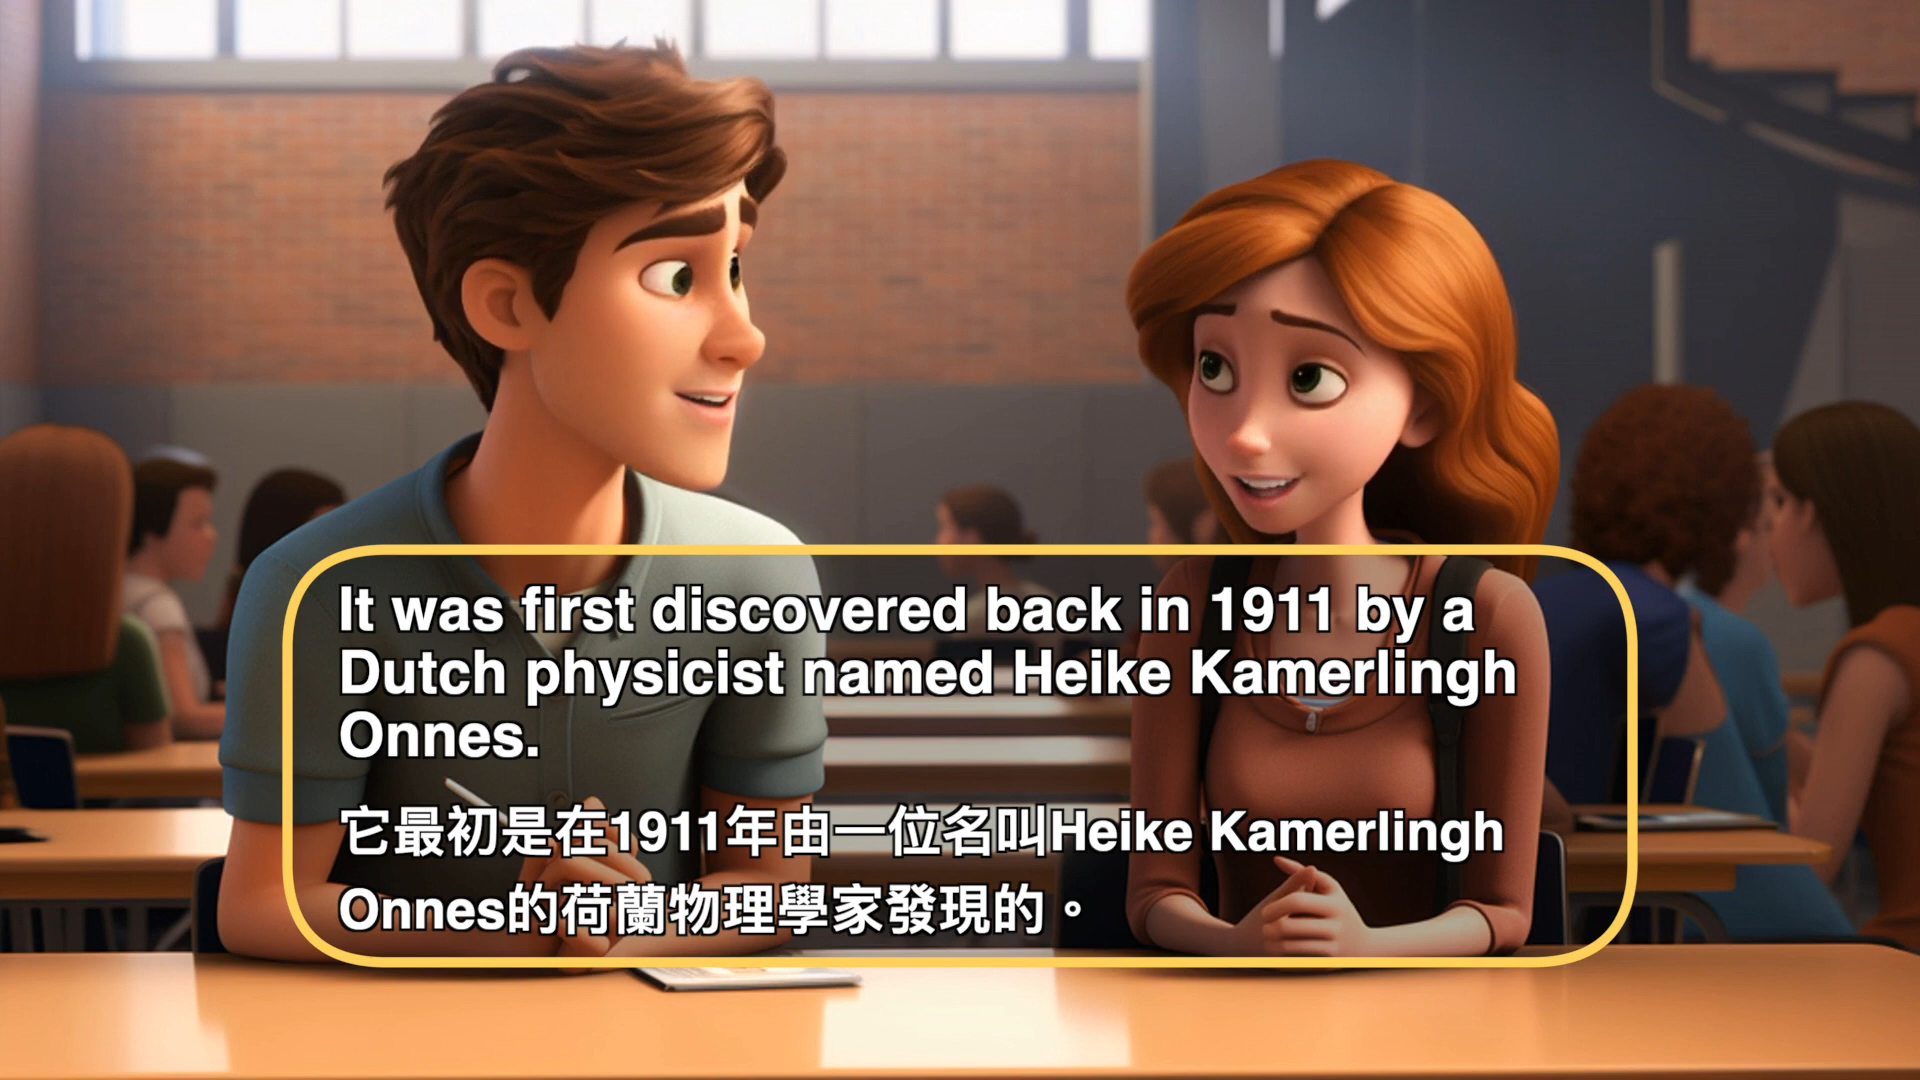 It was first discovered back in 1911 by a
Dutch physicist named Heike Kamerlingh
Onnes.
它最初是在1911年由一位名叫Heike Kamerlingh
Onnes的荷蘭物理學家發現的。